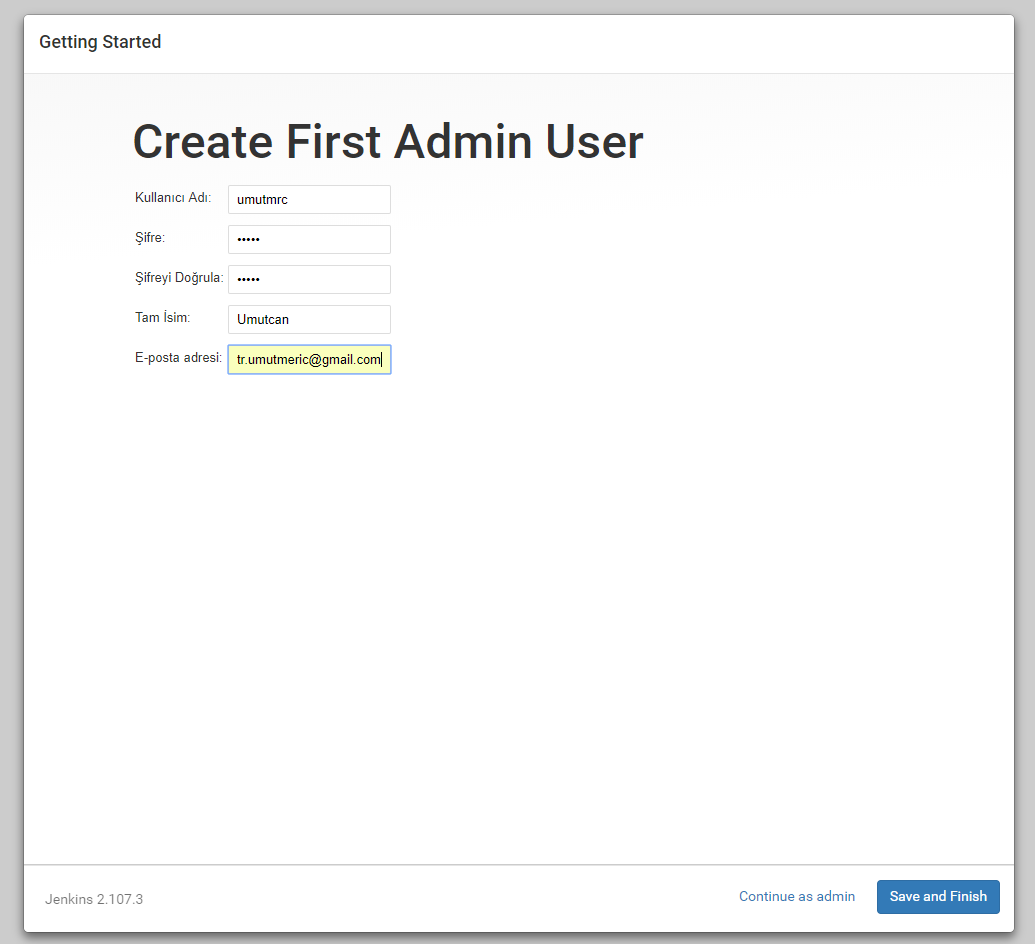 Getting Started
Create First Admin User
Kullanıcı Adı: umutmrc
Şifre: •••••
Şifreyi Doğrula: •••••
Tam İsim: Umutcan
E-posta adresi: tr.umutmeric@gmail.com
Jenkins 2.107.3 Continue as admin Save and Finish